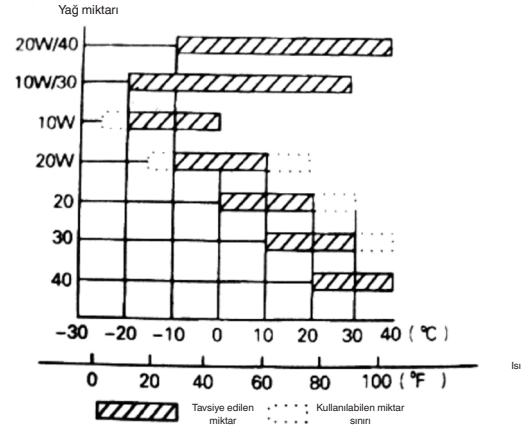 Yağ miktarı
20W/40
10W/30
10W
20W
20
30
40
-30 -20 -10 0 10 20 30 40 (°C)
Isı
0 20 40 60 80 100 (°F)
Tavsiye edilen miktar
Kullanılabilen miktar sınırı